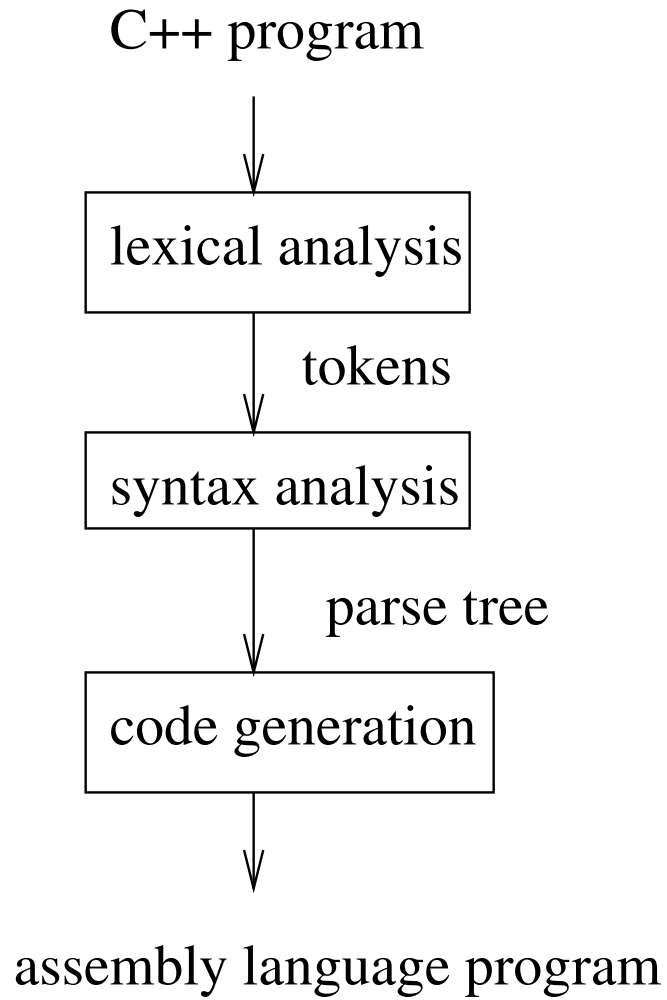 C++ program
lexical analysis
tokens
syntax analysis
parse tree
code generation
assembly language program